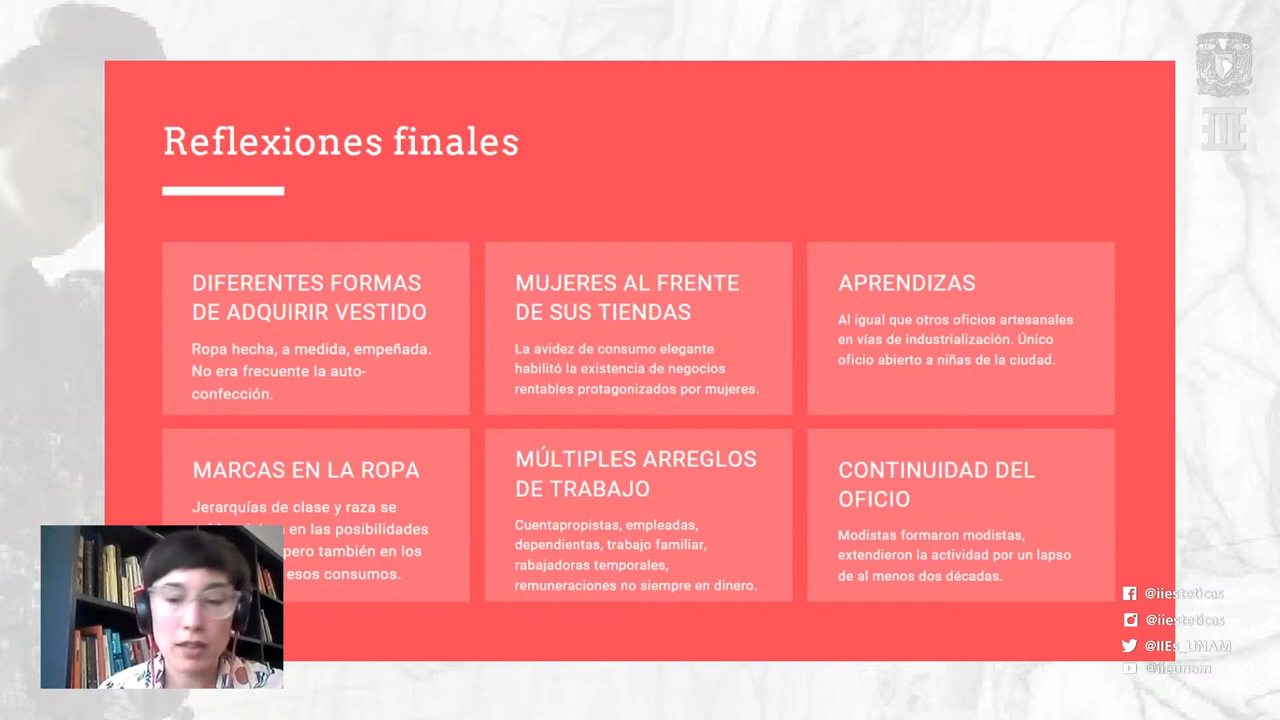 Reflexiones finales
DIFERENTES FORMAS
DE ADQUIRIR VESTIDO
Ropa hecha, a medida, empeñada.
No era frecuente la auto-
confección.
MUJERES AL FRENTE
DE SUS TIENDAS
La avidez de consumo elegante
habilitó la existencia de negocios
rentables protagonizados por mujeres.
APRENDIZAS
Al igual que otros oficios artesanales
en vías de industrialización. Único
oficio abierto a niñas de la ciudad.
MARCAS EN LA ROPA
Jerarquías de clase y raza se
en las posibilidades
pero también en los
esos consumos.
MÚLTIPLES ARREGLOS
DE TRABAJO
Cuentapropistas, empleadas,
dependientas, trabajo familiar,
rabajadoras temporales,
remuneraciones no siempre en dinero.
CONTINUIDAD DEL
OFICIO
Modistas formaron modistas,
extendieron la actividad por un lapso
de al menos dos décadas.
@iiesteticas
@iiesteticas
@IIEs_UNAM
@iieunam